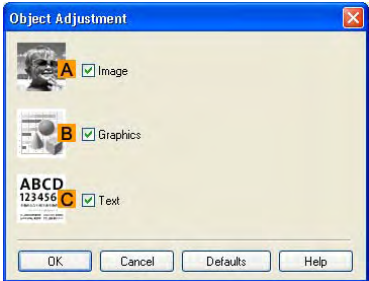 Object Adjustment
A Image
B Graphics
ABCD
123456
C Text
OK Cancel Defaults Help